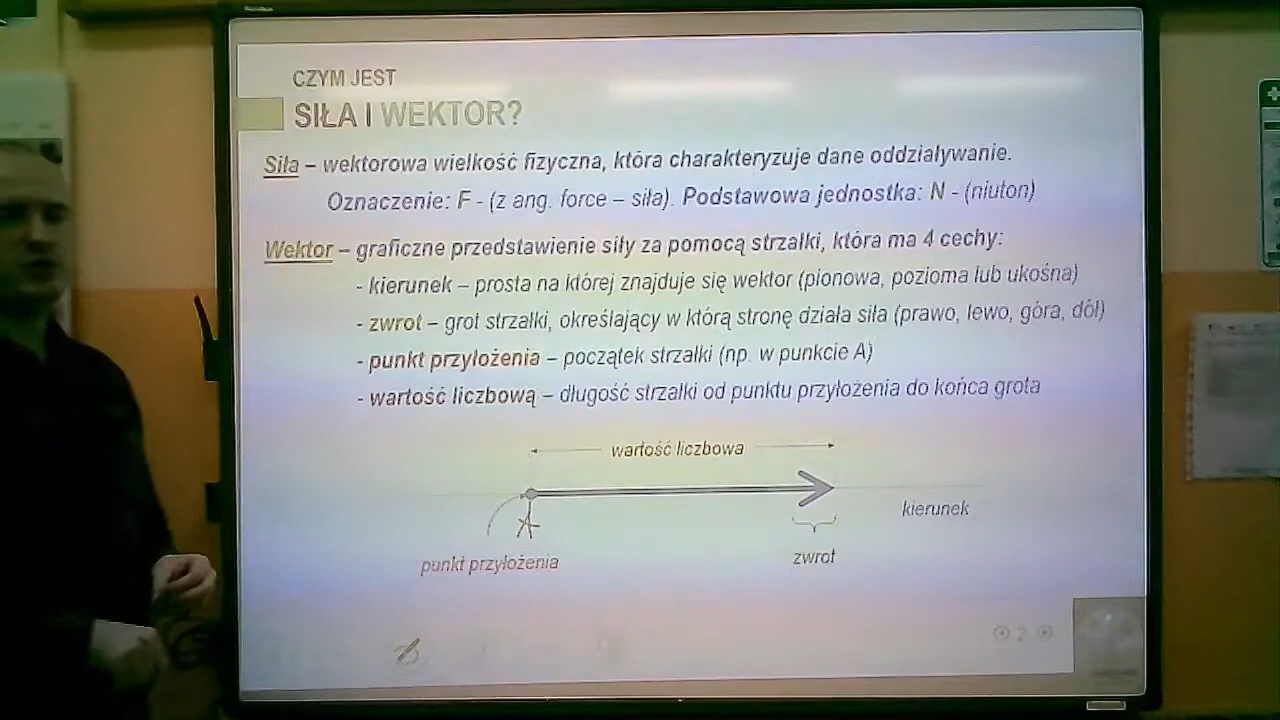 CZYM JEST
SIŁA I WEKTOR?
Siła – wektorowa wielkość fizyczna, która charakteryzuje dane oddziaływanie.
Oznaczenie: F - (z ang. force – siła). Podstawowa jednostka: N - (niuton)
Wektor – graficzne przedstawienie siły za pomocą strzałki, która ma 4 cechy:
- kierunek – prosta na której znajduje się wektor (pionowa, pozioma lub ukośna)
- zwrot – grot strzałki, określający w którą stronę działa siła (prawo, lewo, góra, dół)
- punkt przyłożenia – początek strzałki (np. w punkcie A)
- wartość liczbową – długość strzałki od punktu przyłożenia do końca grota
wartość liczbowa
kierunek
A
punkt przyłożenia
zwrot
2